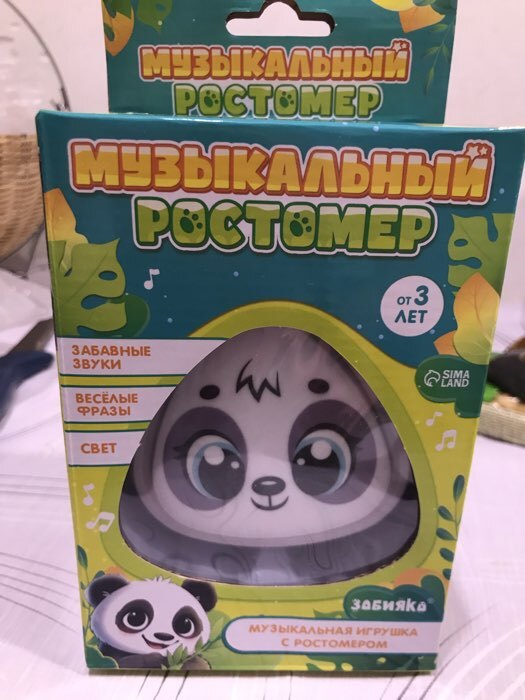 МУЗЫКАЛЬНЫЙ
РОСТОМЕР
МУЗЫКАЛЬНЫЙ
РОСТОМЕР
ОТ 3
ЛЕТ
ЗАБАВНЫЕ
ЗВУКИ
SIMA
LAND
ВЕСЁЛЫЕ
ФРАЗЫ
СВЕТ
ЗАБИЯКА
МУЗЫКАЛЬНАЯ ИГРУШКА
С РОСТОМЕРОМ